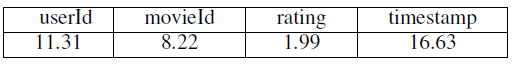 userId movieId rating timestamp
11.31 8.22 1.99 16.63